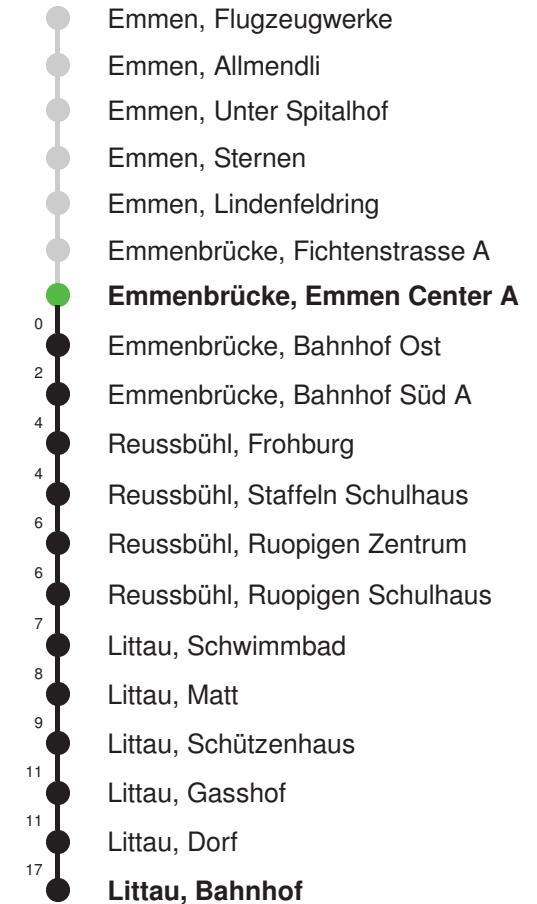 Emmen, Flugzeugwerke
Emmen, Allmendli
Emmen, Unter Spitalhof
Emmen, Sternen
Emmen, Lindenfeldring
Emmenbrücke, Fichtenstrasse A
Emmenbrücke, Emmen Center A
0
Emmenbrücke, Bahnhof Ost
2
Emmenbrücke, Bahnhof Süd A
4
Reussbühl, Frohburg
4
Reussbühl, Staffeln Schulhaus
6
Reussbühl, Ruopigen Zentrum
6
Reussbühl, Ruopigen Schulhaus
7
Littau, Schwimmbad
8
Littau, Matt
9
Littau, Schützenhaus
11
Littau, Gasshof
11
Littau, Dorf
17
Littau, Bahnhof